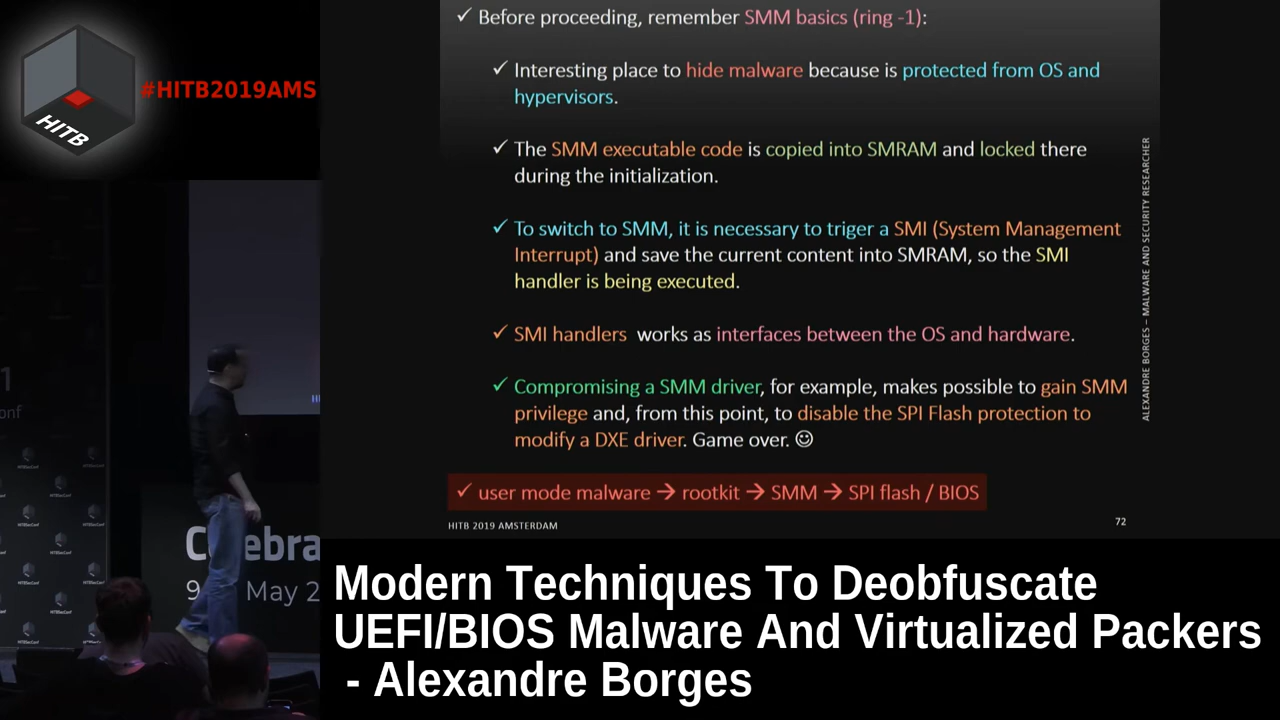 #HITB2019AMS
HITB
✓ Before proceeding, remember SMM basics (ring -1):
✓ Interesting place to hide malware because is protected from OS and
hypervisors.
✓ The SMM executable code is copied into SMRAM and locked there
during the initialization.
✓ To switch to SMM, it is necessary to triger a SMI (System Management
Interrupt) and save the current content into SMRAM, so the SMI
handler is being executed.
✓ SMI handlers  works as interfaces between the OS and hardware.
✓ Compromising a SMM driver, for example, makes possible to gain SMM
privilege and, from this point, to disable the SPI Flash protection to
modify a DXE driver. Game over. ☺
✓ user mode malware → rootkit → SMM → SPI flash / BIOS
HITB 2019 AMSTERDAM
72
ALEXANDRE BORGES – MALWARE AND SECURITY RESEARCHER
May 2
Modern Techniques To Deobfuscate
UEFI/BIOS Malware And Virtualized Packers
- Alexandre Borges